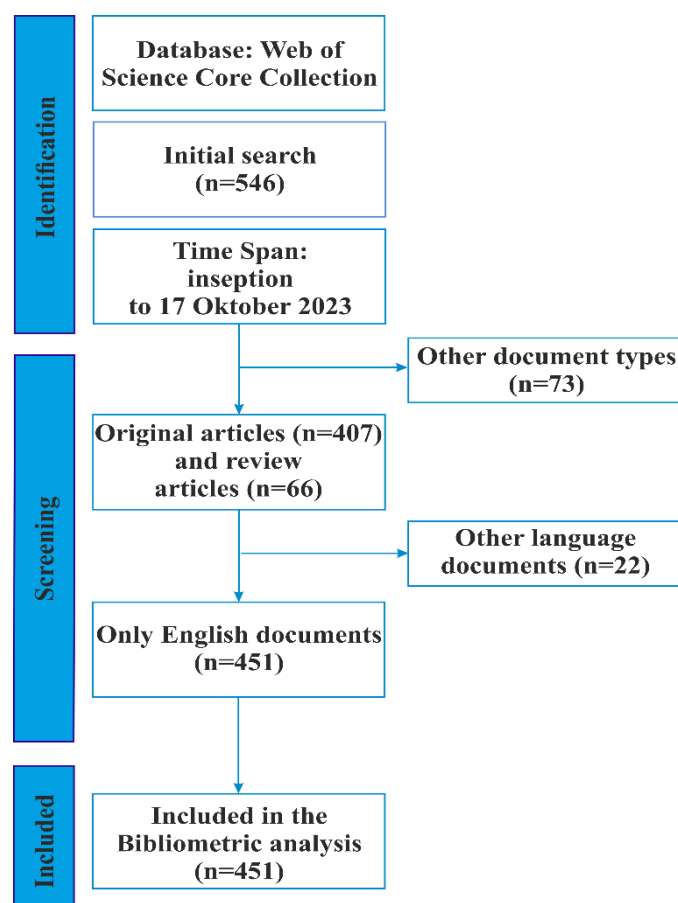 Identification
Database: Web of
Science Core Collection
Initial search
(n=546)
Time Span:
inseption
to 17 Oktober 2023
Other document types
(n=73)
Screening
Original articles (n=407)
and review
articles (n=66)
Other language
documents (n=22)
Only English documents
(n=451)
Included
Included in the
Bibliometric analysis
(n=451)